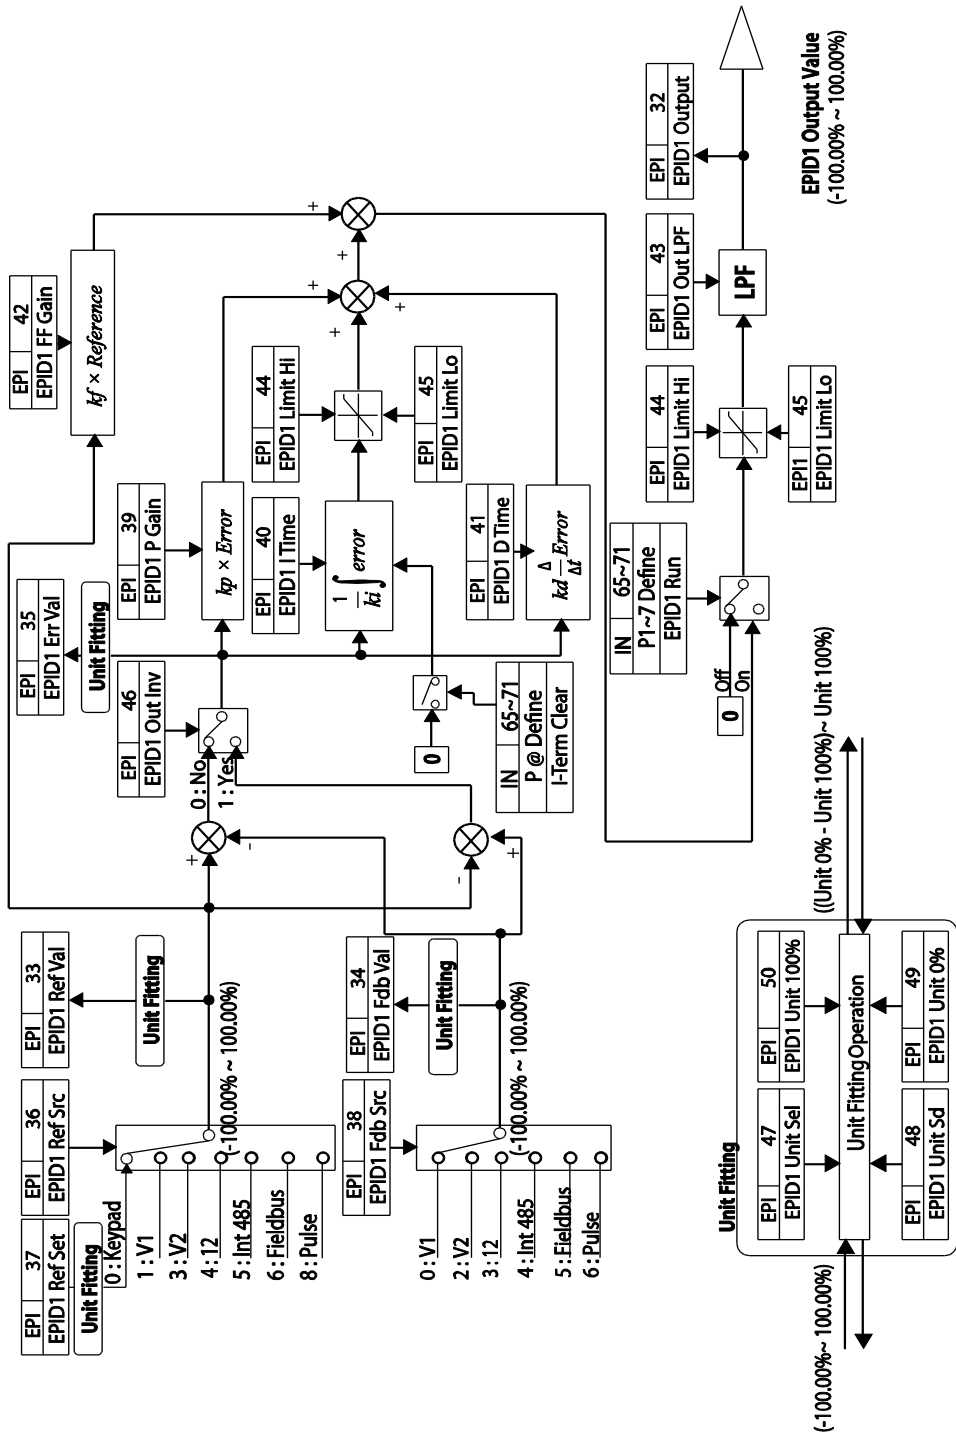 EPI 37
EPID1 Ref Set
Unit Fitting
EPI 36
EPID1 Ref Src
EPI 33
EPID1 Ref Val
Unit Fitting
0 : Keypad
1 : V1
3 : V2
4 : 12
5 : Int 485
6 : Fieldbus
8 : Pulse
(-100.00% ~ 100.00%)
EPI 38
EPID1 Fdb Src
EPI 34
EPID1 Fdb Val
Unit Fitting
0 : V1
2 : V2
3 : 12
4 : Int 485
5 : Fieldbus
6 : Pulse
(-100.00% ~ 100.00%)
+
-
-
+
0 : No
1 : Yes
EPI 46
EPID1 Out Inv
EPI 35
EPID1 Err Val
Unit Fitting
EPI 42
EPID1 FF Gain
kf × Reference
EPI 39
EPID1 P Gain
kp × Error
EPI 40
EPID1 I Time
1
ki
∫ error
EPI 44
EPID1 Limit Hi
EPI 45
EPID1 Limit Lo
EPI 41
EPID1 D Time
kd Δ Error
Δt
0
IN 65~71
P @ Define
I-Term Clear
+
+
+
+
+
IN 65~71
P1~7 Define
EPID1 Run
0
Off
On
EPI 44
EPID1 Limit Hi
EPI1 45
EPID1 Limit Lo
EPI 43
EPID1 Out LPF
LPF
EPI 32
EPID1 Output
EPID1 Output Value
(-100.00% ~ 100.00%)
Unit Fitting
EPI 47
EPID1 Unit Sel
EPI 50
EPID1 Unit 100%
Unit Fitting Operation
EPI 48
EPID1 Unit Sd
EPI 49
EPID1 Unit 0%
(-100.00%~ 100.00%)
((Unit 0% - Unit 100%)~ Unit 100%)